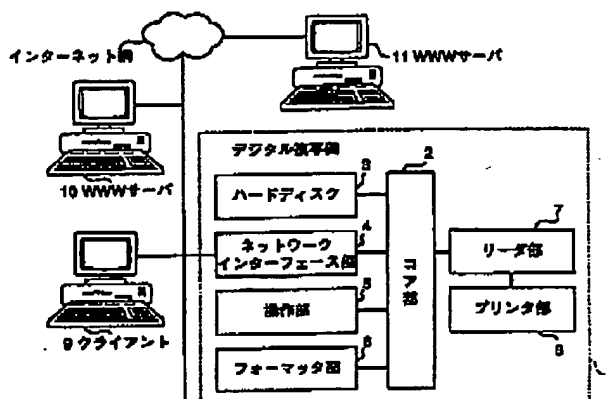 インターネット網
11 WWWサーバ
10 WWWサーバ
9 クライアント
デジタル複写機
2
3
ハードディスク
4
ネットワーク
インターフェース部
5
操作部
6
フォーマッタ部
コア部
7
リーダ部
プリンタ部
8